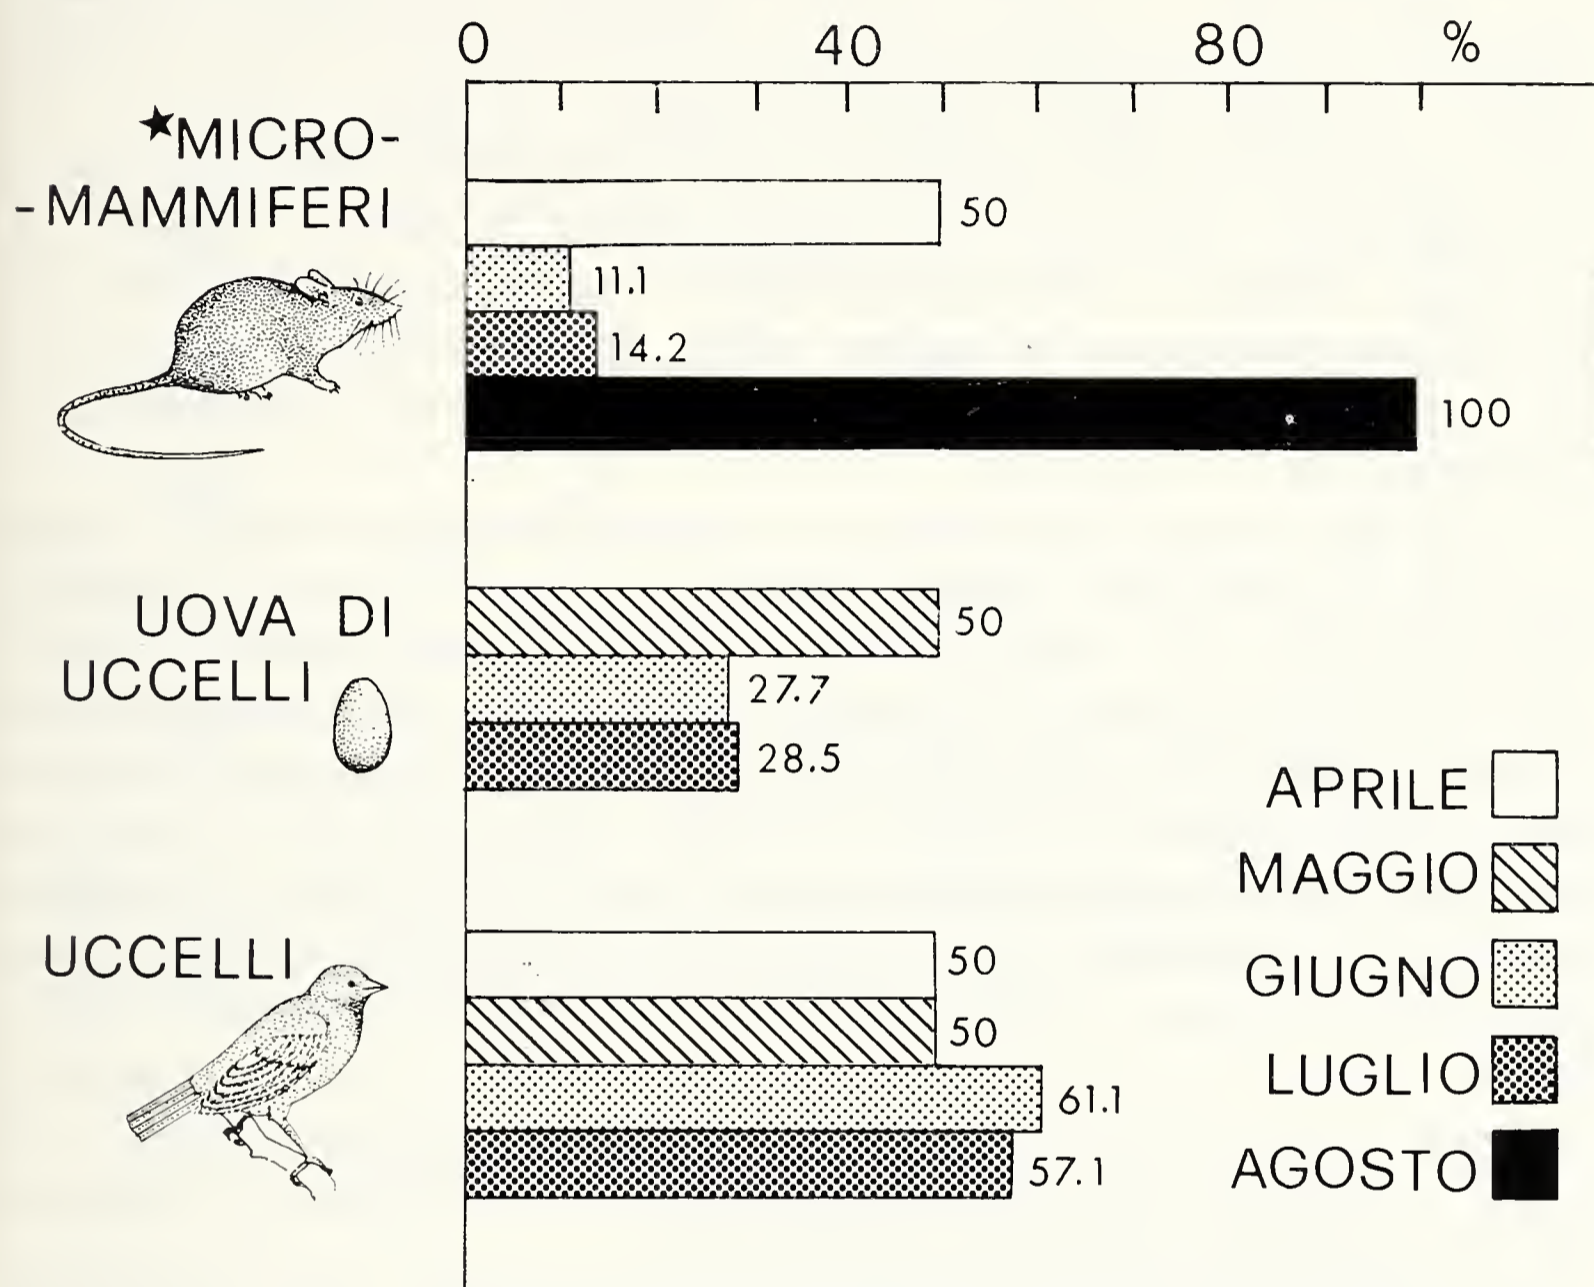 0 40 80 %
★MICRO-
-MAMMIFERI
50
11.1
14.2
100
UOVA DI
UCCELLI
50
27.7
28.5
UCCELLI
50
50
61.1
57.1
APRILE
MAGGIO
GIUGNO
LUGLIO
AGOSTO